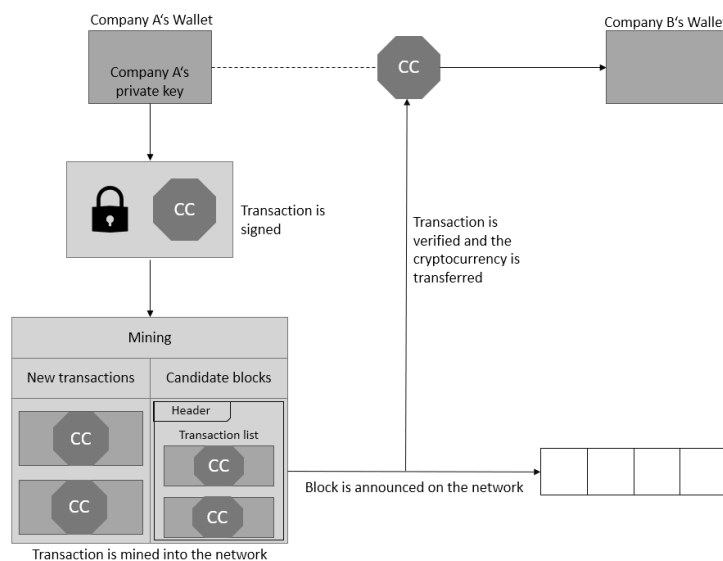 Company A's Wallet
Company B's Wallet
Company A's
private key
CC
CC
Transaction is
signed
Transaction is
verified and the
cryptocurrency is
transferred
Mining
New transactions
Candidate blocks
Header
Transaction list
CC
CC
CC
CC
Block is announced on the network
Transaction is mined into the network